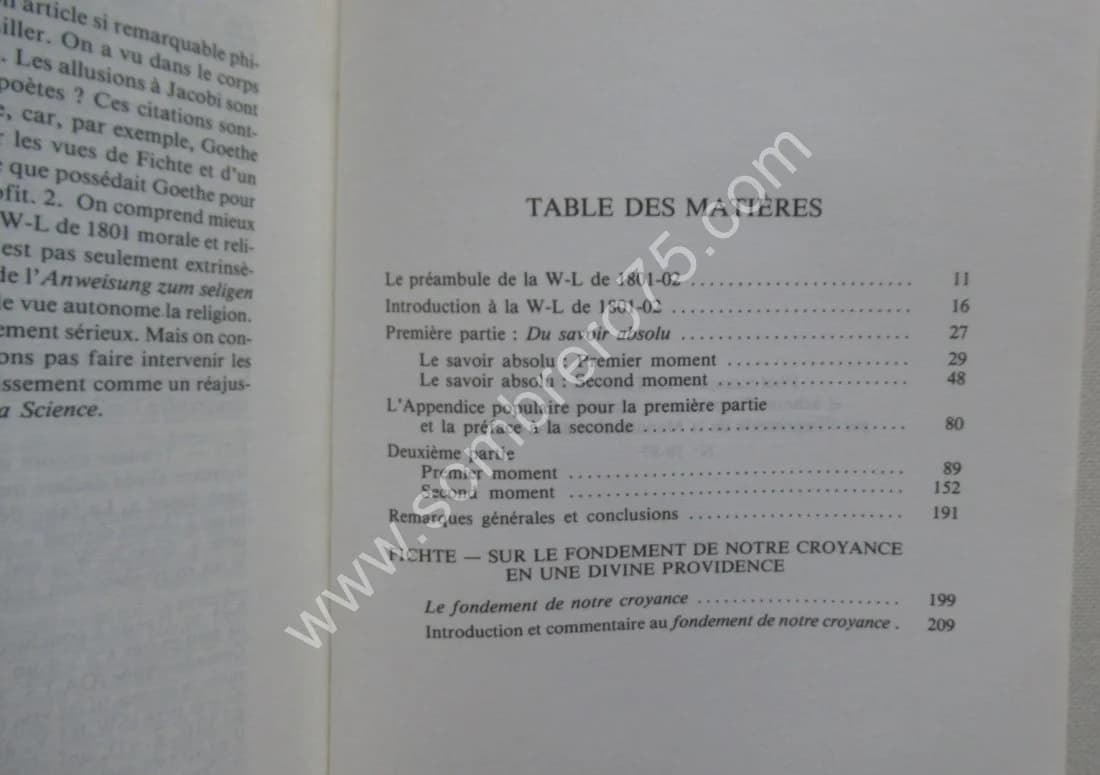 article si remarquable phi-
iller. On a vu dans le corps
. Les allusions à Jacobi sont
poètes ? Ces citations sont-
, car, par exemple, Goethe
les vues de Fichte et d'un
que possédait Goethe pour
ofit. 2. On comprend mieux
W-L de 1801 morale et reli-
est pas seulement extrinsè-
de l'Anweisung zum seligen
le vue autonome la religion.
ement sérieux. Mais on con-
ons pas faire intervenir les
issement comme un réajus-
a Science.
TABLE DES MATIÈRES
Le préambule de la W-L de 1801-02 .................... 11
Introduction à la W-L de 1801-02 .................... 16
Première partie : Du savoir absolu .................... 27
Le savoir absolu : Premier moment .................... 29
Le savoir absolu : Second moment .................... 48
L'Appendice populaire pour la première partie
et la préface à la seconde .................... 80
Deuxième partie
Premier moment .................... 89
Second moment .................... 152
Remarques générales et conclusions .................... 191
FICHTE — SUR LE FONDEMENT DE NOTRE CROYANCE
EN UNE DIVINE PROVIDENCE
Le fondement de notre croyance .................... 199
Introduction et commentaire au fondement de notre croyance . 209
www.sombrero75.com